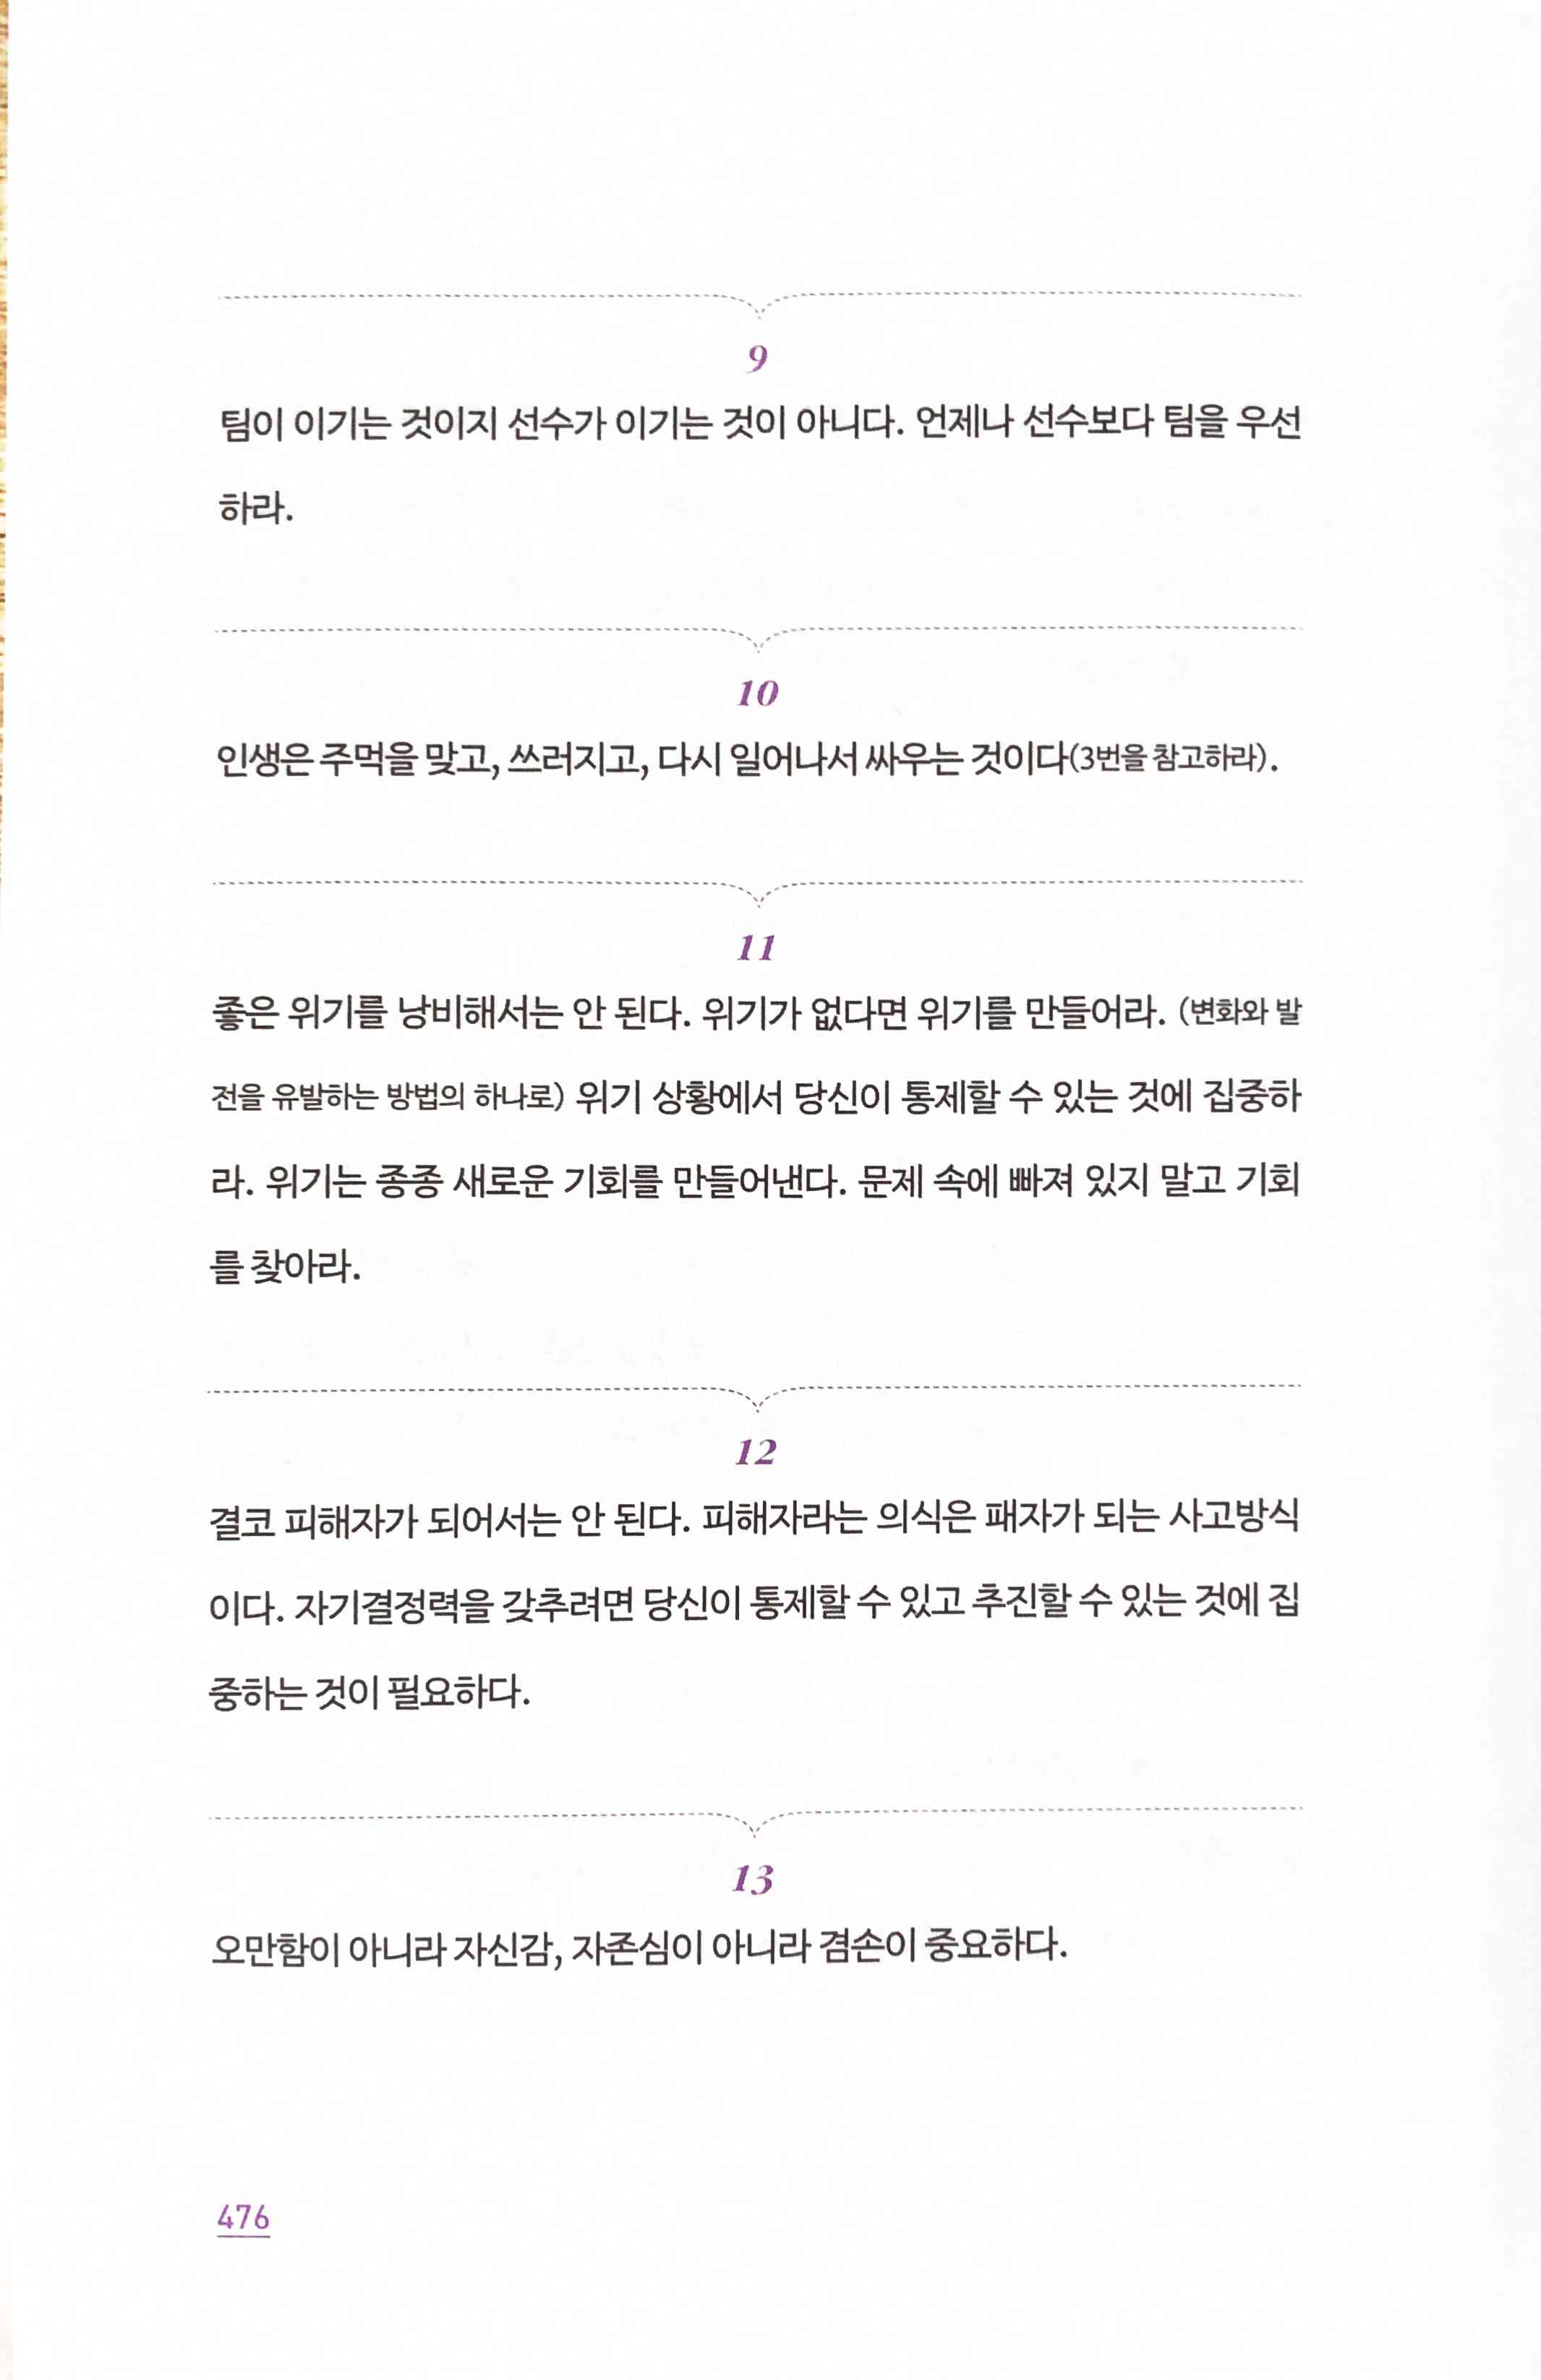 9
팀이 이기는 것이지 선수가 이기는 것이 아니다. 언제나 선수보다 팀을 우선
하라.
10
인생은 주먹을 맞고, 쓰러지고, 다시 일어나서 싸우는 것이다(3번을 참고하라).
11
좋은 위기를 낭비해서는 안 된다. 위기가 없다면 위기를 만들어라. (변화와 발
전을 유발하는 방법의 하나로) 위기 상황에서 당신이 통제할 수 있는 것에 집중하
라. 위기는 종종 새로운 기회를 만들어낸다. 문제 속에 빠져 있지 말고 기회
를 찾아라.
12
결코 피해자가 되어서는 안 된다. 피해자라는 의식은 패자가 되는 사고방식
이다. 자기결정력을 갖추려면 당신이 통제할 수 있고 추진할 수 있는 것에 집
중하는 것이 필요하다.
13
오만함이 아니라 자신감, 자존심이 아니라 겸손이 중요하다.
476